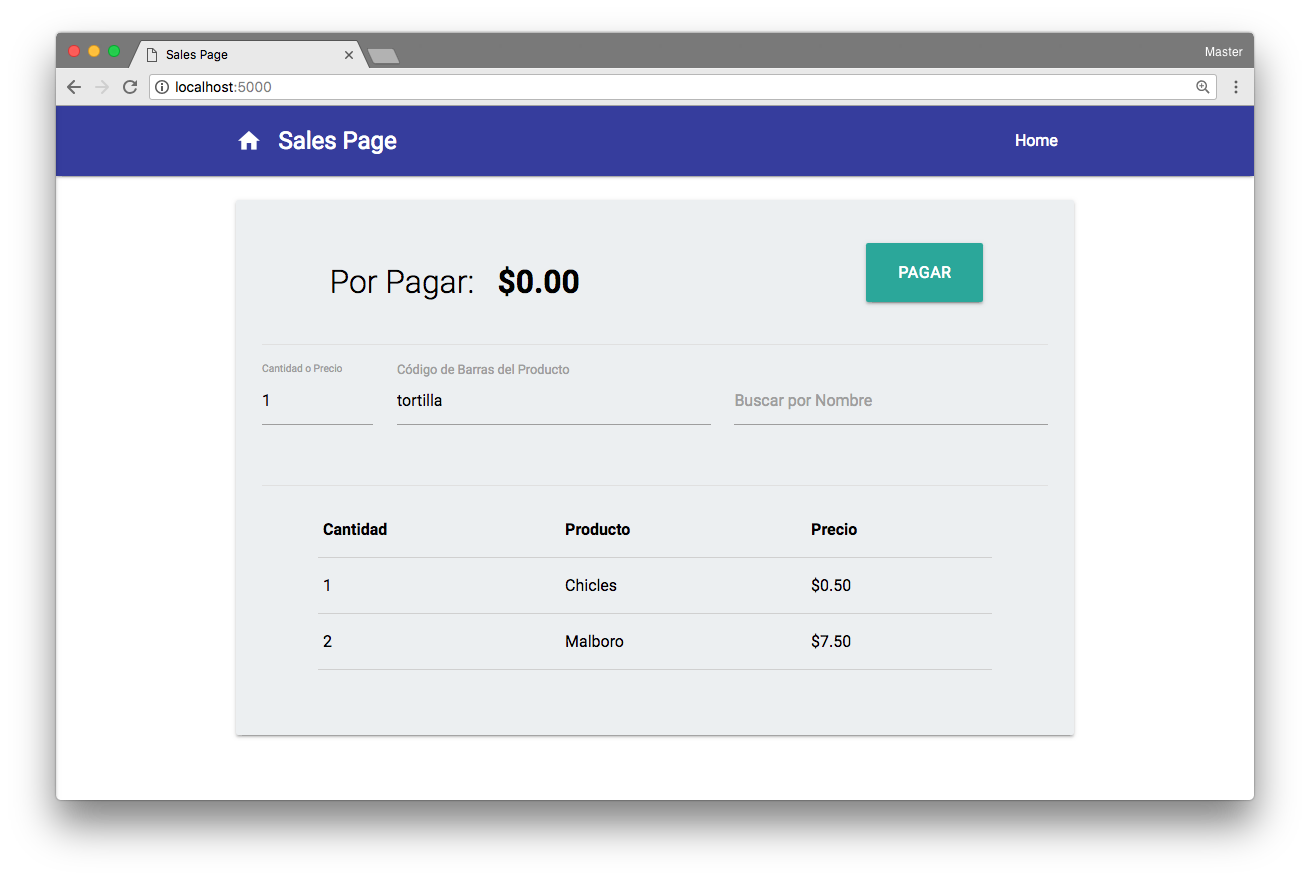 Sales Page
Master
localhost:5000
Sales Page Home
Por Pagar: $0.00 PAGAR
Cantidad o Precio Código de Barras del Producto
1 tortilla Buscar por Nombre
Cantidad Producto Precio
1 Chicles $0.50
2 Malboro $7.50